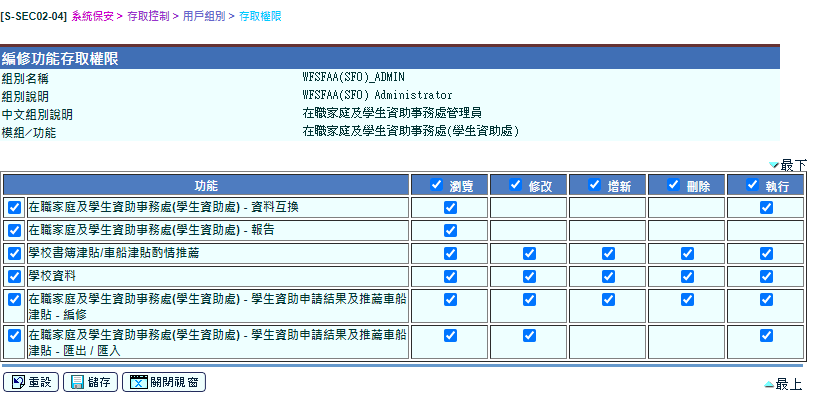 [S-SEC02-04] 系統保安 > 存取控制 > 用戶組別 > 存取權限
編修功能存取權限
組別名稱 WFSFAA(SFO)_ADMIN
組別說明 WFSFAA(SFO) Administrator
中文組別說明 在職家庭及學生資助事務處管理員
模組/功能 在職家庭及學生資助事務處(學生資助處)
最下
功能 瀏覽 修改 增新 刪除 執行
在職家庭及學生資助事務處(學生資助處) - 資料互換
在職家庭及學生資助事務處(學生資助處) - 報告
學校書簿津貼/車船津貼酌情推薦
學校資料
在職家庭及學生資助事務處(學生資助處) - 學生資助申請結果及推薦車船
津貼 - 編修
在職家庭及學生資助事務處(學生資助處) - 學生資助申請結果及推薦車船
津貼 - 匯出 / 匯入
重設 儲存 關閉視窗
最上